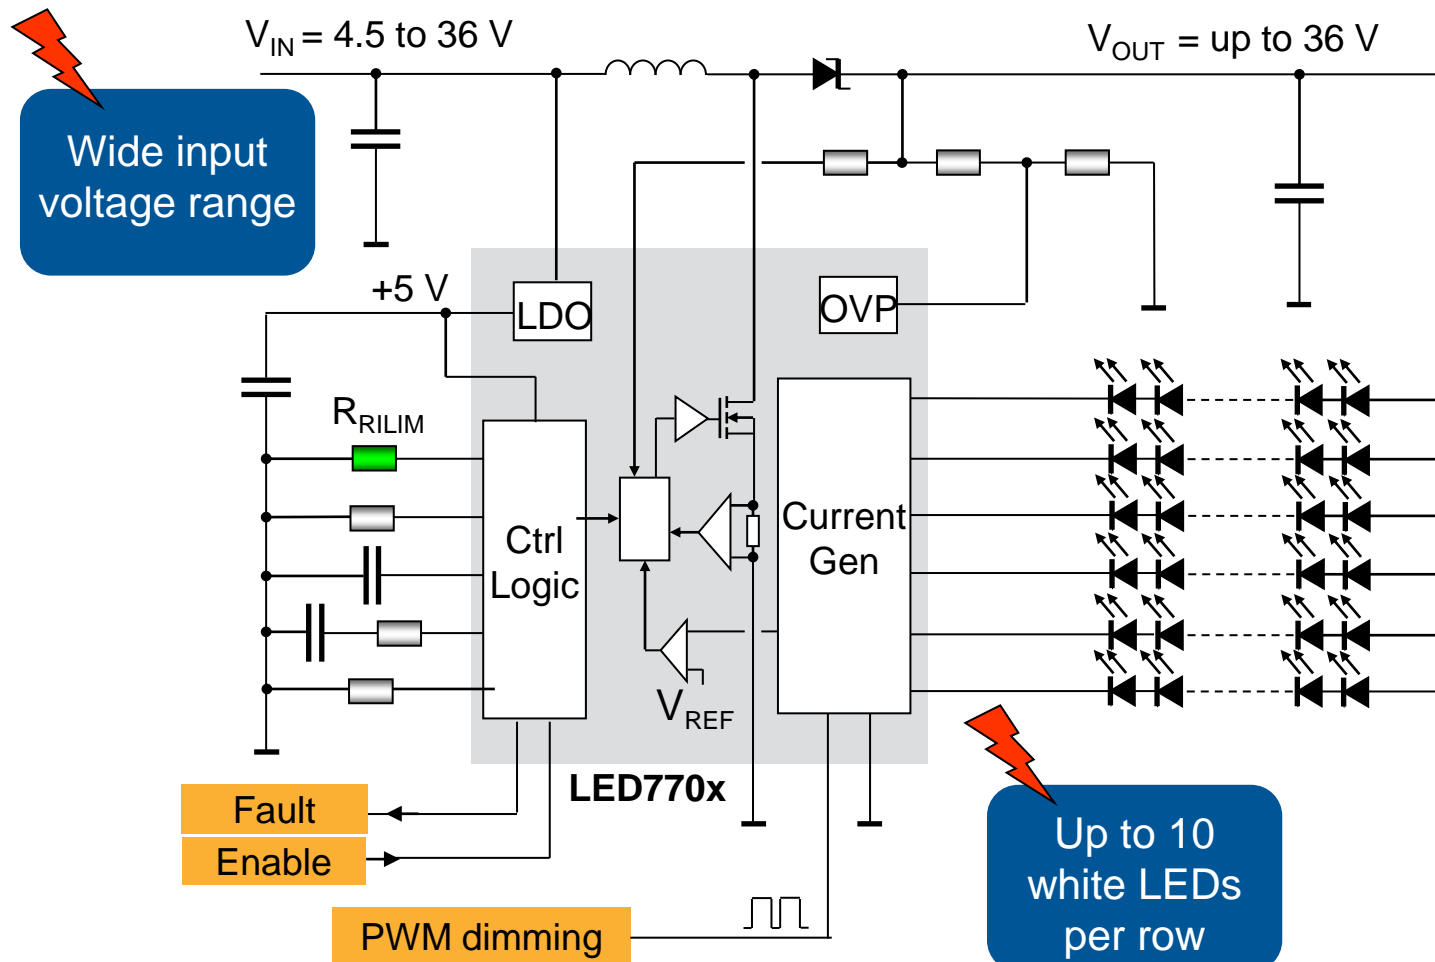 V_IN = 4.5 to 36 V
V_OUT = up to 36 V
Wide input
voltage range
+5 V
LDO
OVP
R_RILIM
Ctrl
Logic
Current
Gen
V_REF
LED770x
Fault
Enable
PWM dimming
Up to 10
white LEDs
per row